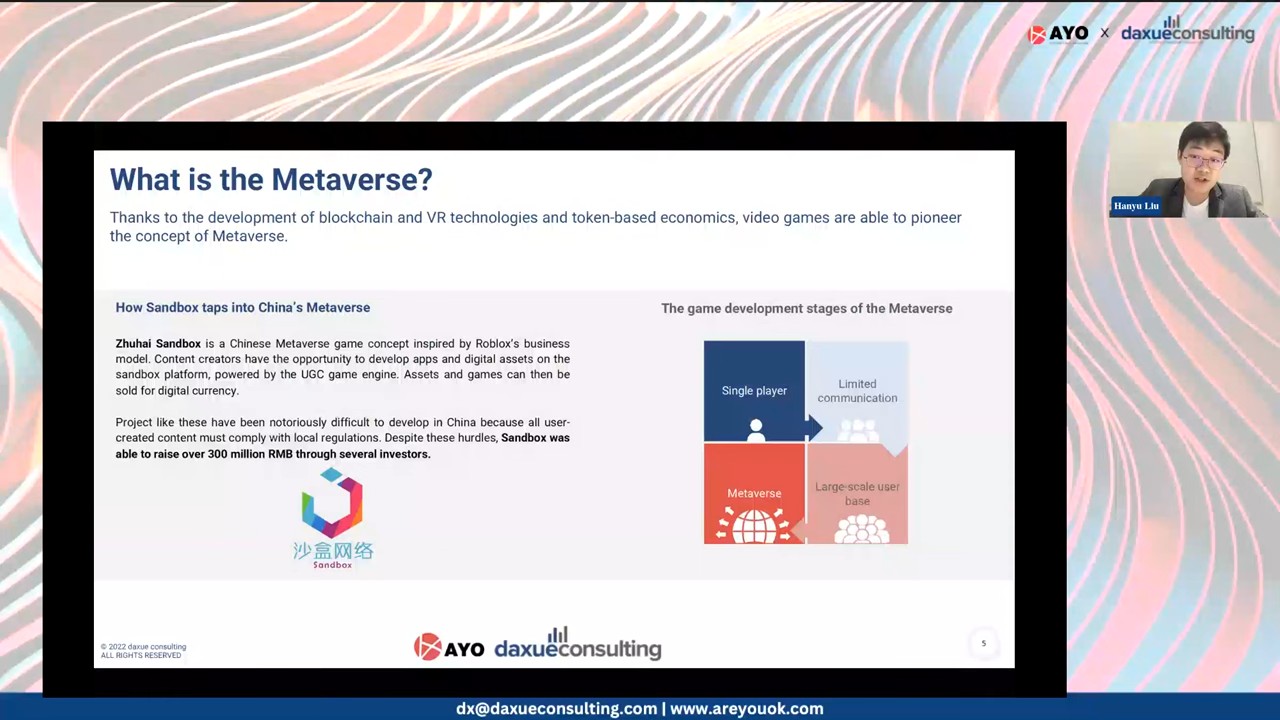 AYO x daxueconsulting
What is the Metaverse?
Thanks to the development of blockchain and VR technologies and token-based economics, video games are able to pioneer
the concept of Metaverse.
How Sandbox taps into China's Metaverse
Zhuhai Sandbox is a Chinese Metaverse game concept inspired by Roblox's business
model. Content creators have the opportunity to develop apps and digital assets on the
sandbox platform, powered by the UGC game engine. Assets and games can then be
sold for digital currency.
Project like these have been notoriously difficult to develop in China because all user-
created content must comply with local regulations. Despite these hurdles, Sandbox was
able to raise over 300 million RMB through several investors.
沙盒网络
Sandbox
The game development stages of the Metaverse
Single player
Limited
communication
Metaverse
Large-scale user
base
Hanyu Liu
© 2022 daxue consulting
ALL RIGHTS RESERVED
AYO daxueconsulting
5
dx@daxueconsulting.com | www.areyouok.com